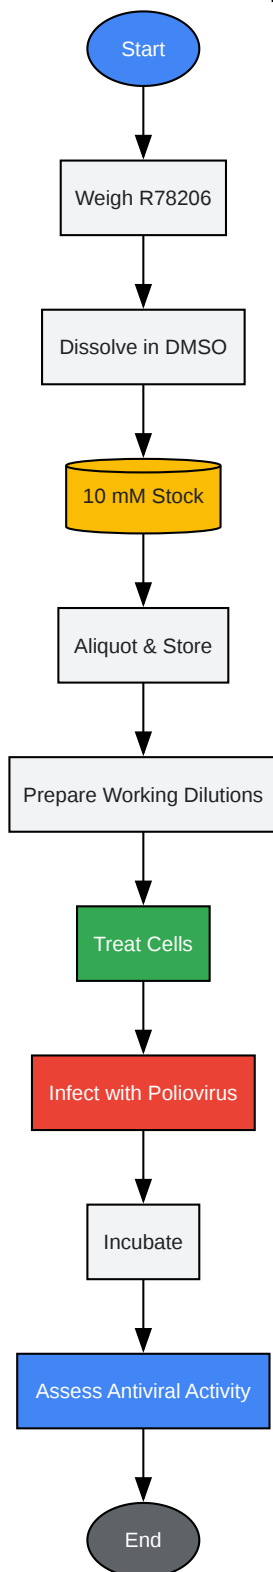 Start
Weigh R78206
Dissolve in DMSO
10 mM Stock
Aliquot & Store
Prepare Working Dilutions
Treat Cells
Infect with Poliovirus
Incubate
Assess Antiviral Activity
End